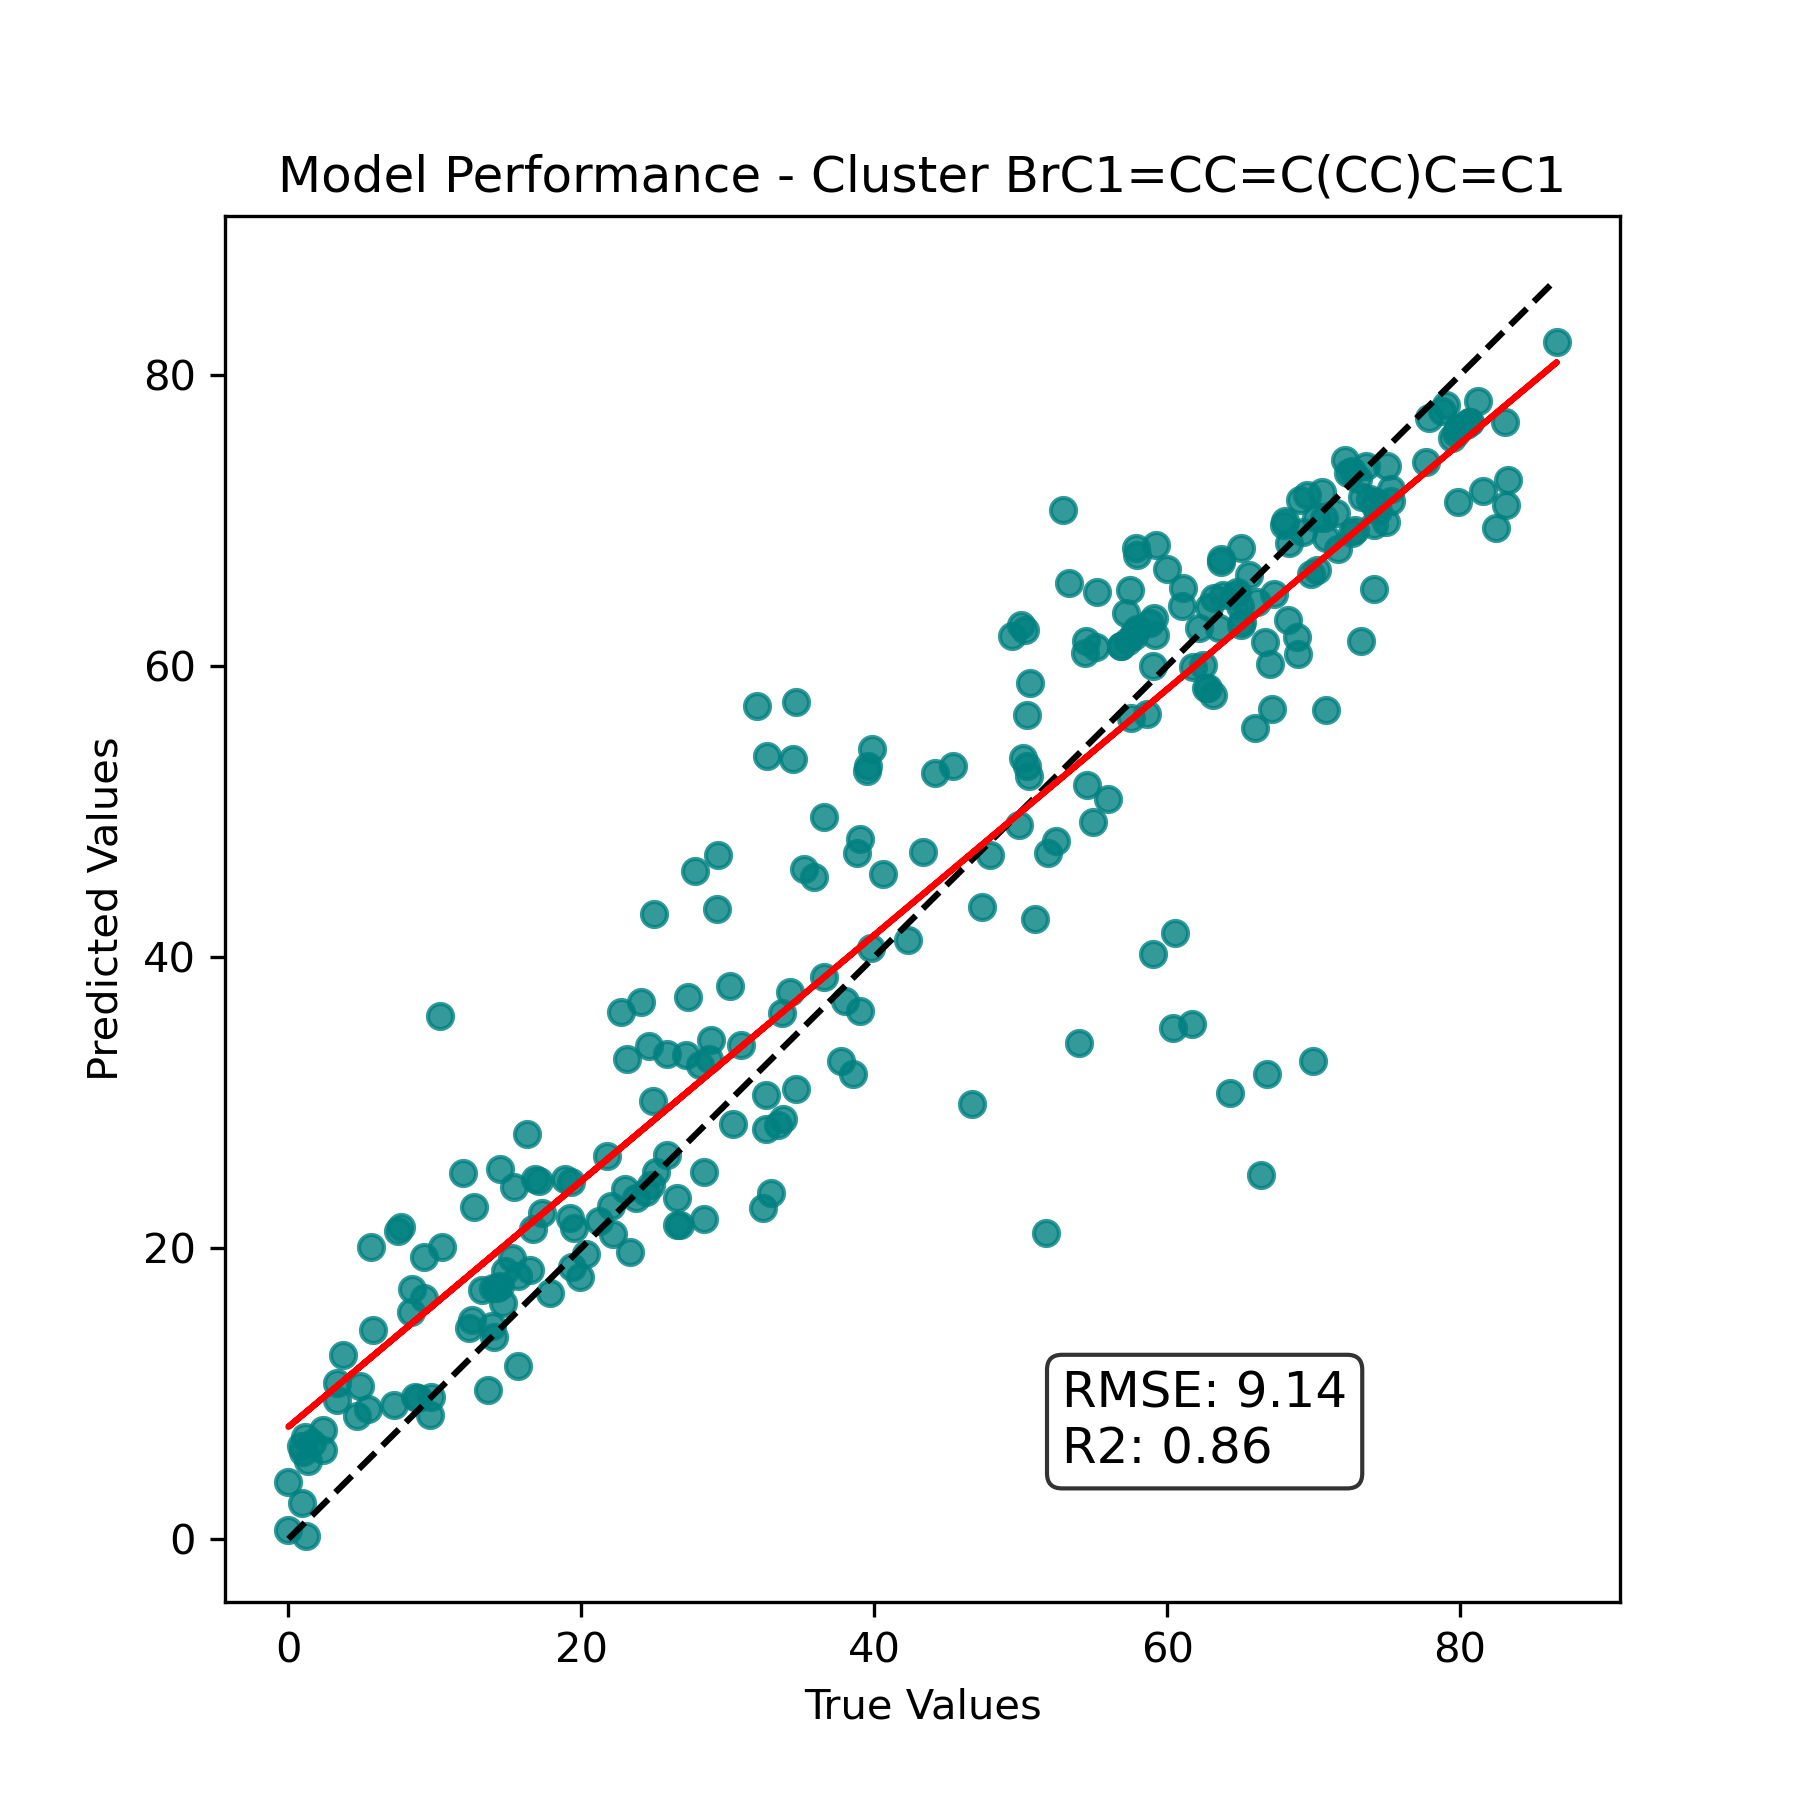 Model Performance - Cluster BrC1=CC=C(CC)C=C1
80
60
40
20
0
Predicted Values
RMSE: 9.14
R2: 0.86
0 20 40 60 80
True Values